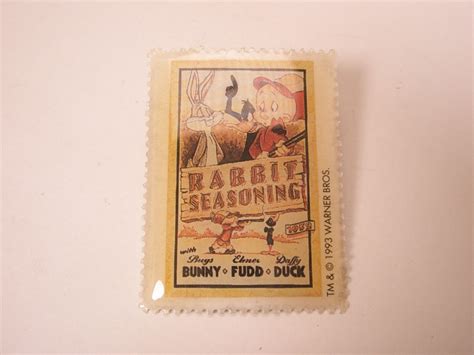 RABBIT
SEASONING
1952
with Bugs Elmer Daffy
BUNNY ⬥ FUDD ⬥ DUCK
TM & © 1993 WARNER BROS.